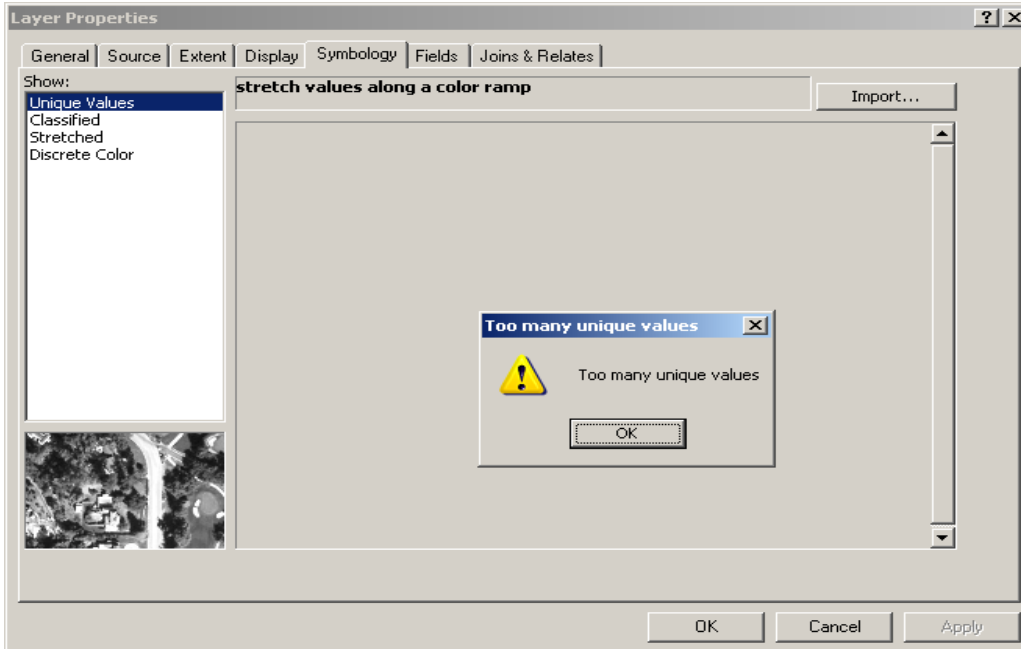 Layer Properties
? X
General Source Extent Display Symbology Fields Joins & Relates
Show:
Unique Values
Classified
Stretched
Discrete Color
stretch values along a color ramp
Import...
Too many unique values
Too many unique values
OK
OK Cancel Apply